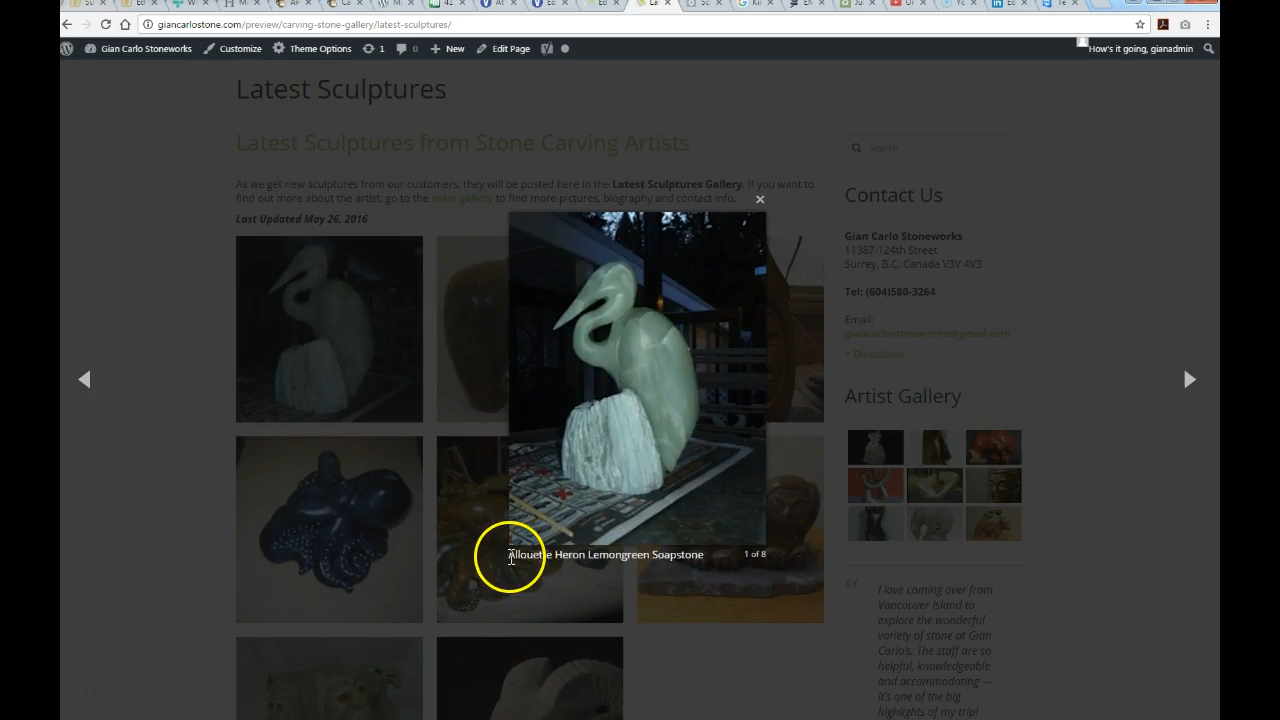 giancarlostone.com/preview/carving-stone-gallery/latest-sculptures/
Gian Carlo Stoneworks Customize Theme Options 1 0 New Edit Page How's it going, gianadmin
Latest Sculptures
Latest Sculptures from Stone Carving Artists
As we get new sculptures from our customers, they will be posted here in the Latest Sculptures Gallery. If you want to
find out more about the artist, go to the main gallery to find more pictures, biography and contact info.
Last Updated May 26, 2016
Allouette Heron Lemongreen Soapstone 1 of 8
Search
Contact Us
Gian Carlo Stoneworks
11387-124th Street
Surrey, B.C. Canada V3V 4V3
Tel: (604)580-3264
Email:
giancarlostoneworks@gmail.com
> Directions
Artist Gallery
I love coming over from
Vancouver Island to
explore the wonderful
variety of stone at Gian
Carlo's. The staff are so
helpful, knowledgeable
and accommodating —
it's one of the big
highlights of my trip!